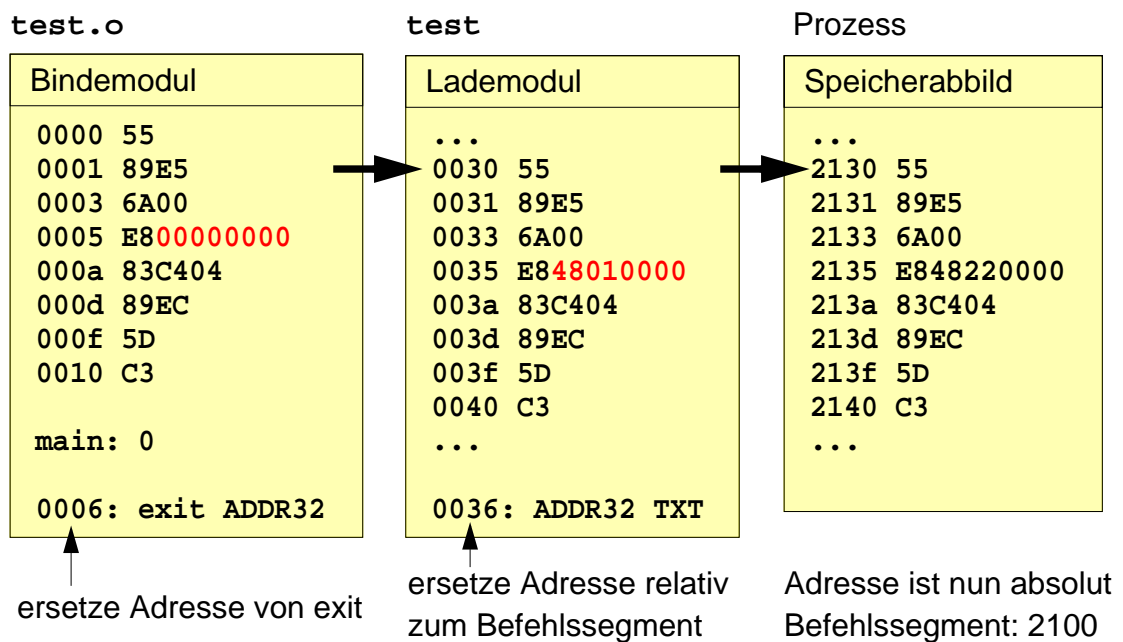 test.o
Bindemodul
0000 55
0001 89E5
0003 6A00
0005 E800000000
000a 83C404
000d 89EC
000f 5D
0010 C3
main: 0
0006: exit ADDR32
ersetze Adresse von exit
test
Lademodul
...
0030 55
0031 89E5
0033 6A00
0035 E848010000
003a 83C404
003d 89EC
003f 5D
0040 C3
...
0036: ADDR32 TXT
ersetze Adresse relativ
zum Befehlssegment
Prozess
Speicherabbild
...
2130 55
2131 89E5
2133 6A00
2135 E848220000
213a 83C404
213d 89EC
213f 5D
2140 C3
...
Adresse ist nun absolut
Befehlssegment: 2100